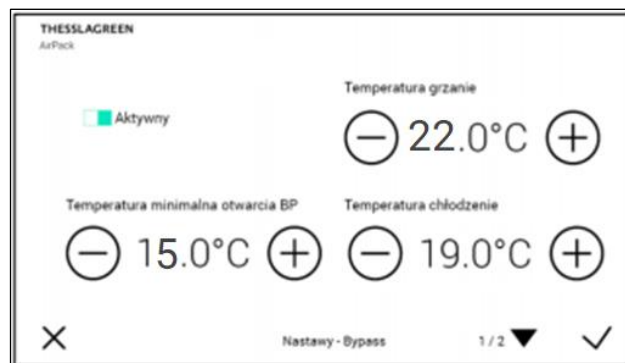 THESSLAGREEN
AirPack
Aktywny
Temperatura grzanie
22.0°C
Temperatura minimalna otwarcia BP
15.0°C
Temperatura chłodzenie
19.0°C
Nastawy - Bypass
1 / 2